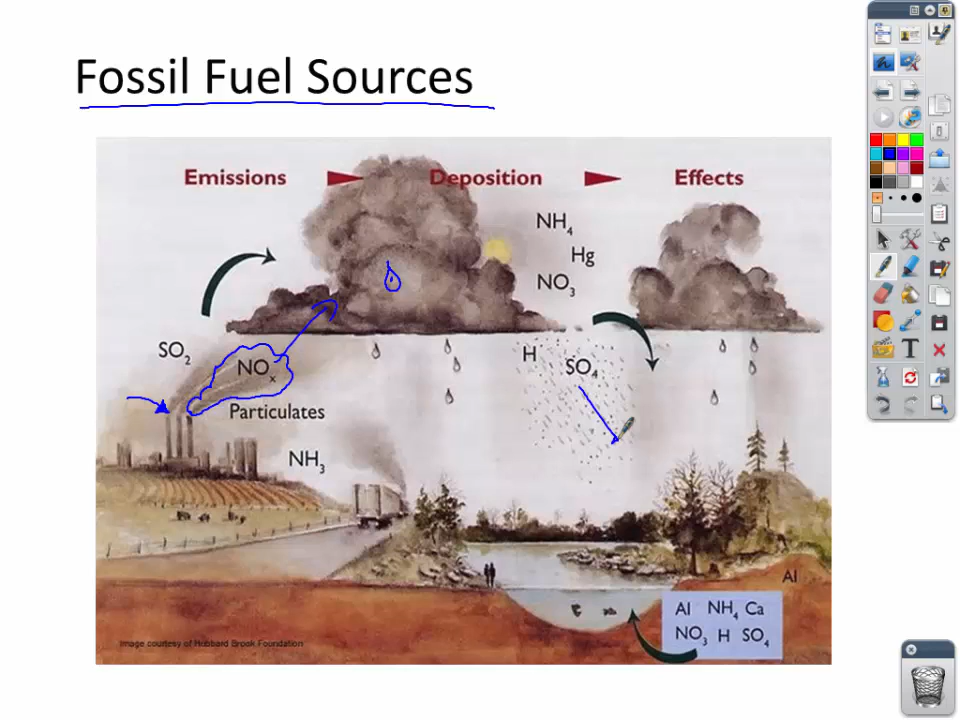 Fossil Fuel Sources
Emissions Deposition Effects
NH₄
Hg
NO₃
SO₂
NOₓ
H
SO₄
Particulates
NH₃
Al
Al NH₄ Ca
NO₃ H SO₄
Image courtesy of Hubbard Brook Foundation
T